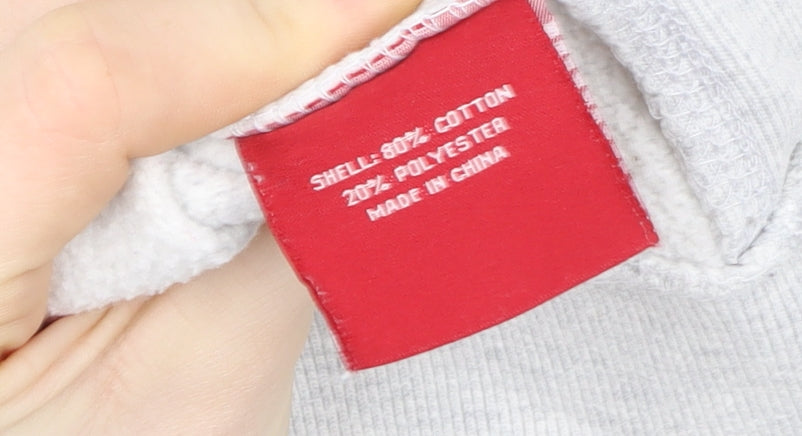 SHELL: 80% COTTON
20% POLYESTER
MADE IN CHINA